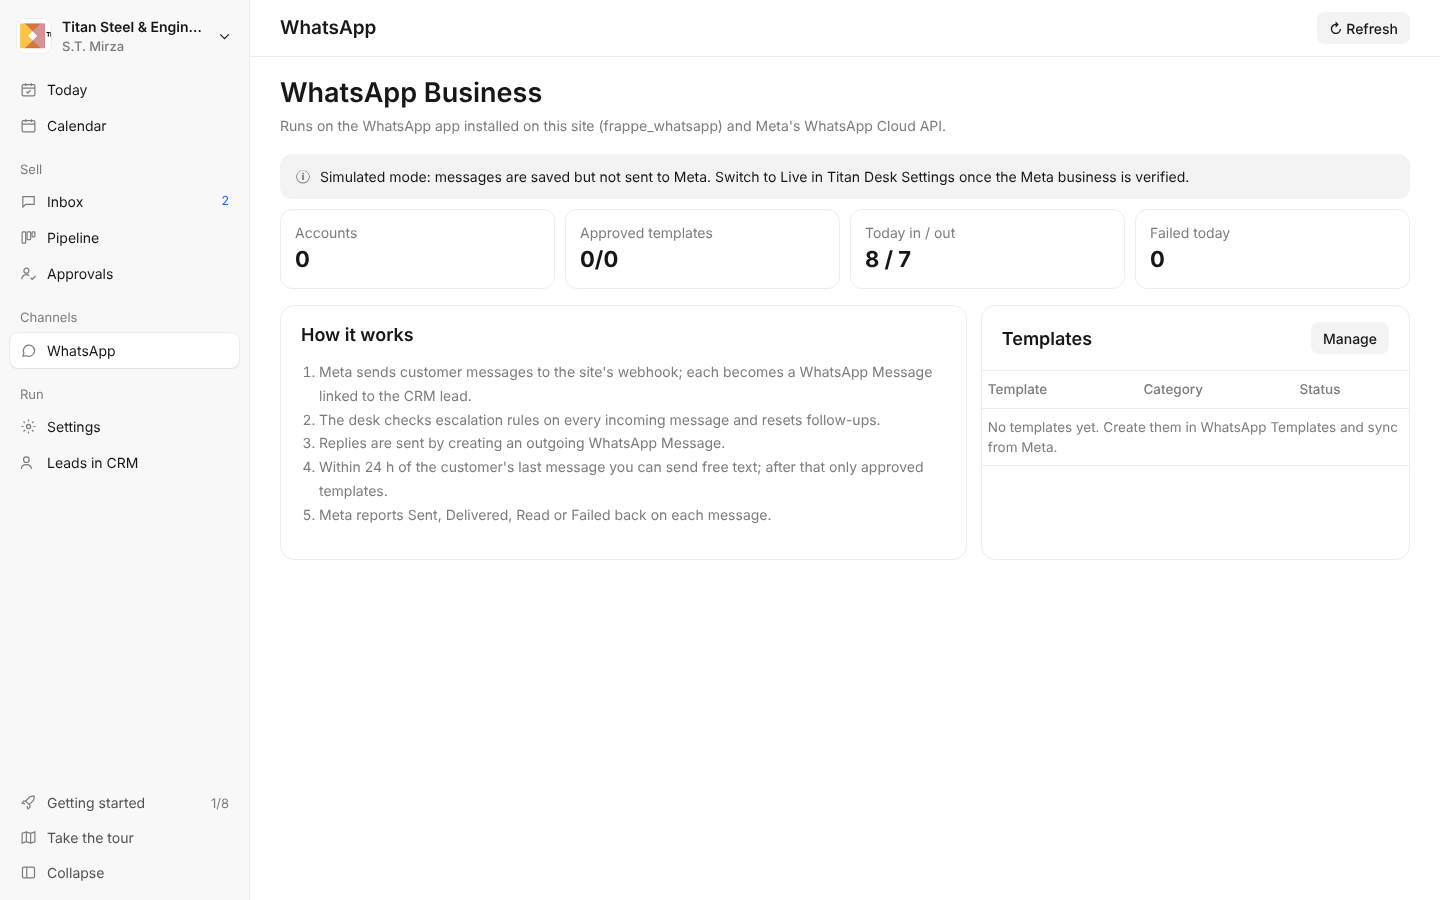 Titan Steel & Engin...
S.T. Mirza
Today
Calendar
Sell
Inbox 2
Pipeline
Approvals
Channels
WhatsApp
Run
Settings
Leads in CRM
Getting started 1/8
Take the tour
Collapse
WhatsApp
Refresh
WhatsApp Business
Runs on the WhatsApp app installed on this site (frappe_whatsapp) and Meta's WhatsApp Cloud API.
Simulated mode: messages are saved but not sent to Meta. Switch to Live in Titan Desk Settings once the Meta business is verified.
Accounts
0
Approved templates
0/0
Today in / out
8 / 7
Failed today
0
How it works
1. Meta sends customer messages to the site's webhook; each becomes a WhatsApp Message
linked to the CRM lead.
2. The desk checks escalation rules on every incoming message and resets follow-ups.
3. Replies are sent by creating an outgoing WhatsApp Message.
4. Within 24 h of the customer's last message you can send free text; after that only approved
templates.
5. Meta reports Sent, Delivered, Read or Failed back on each message.
Templates
Manage
Template Category Status
No templates yet. Create them in WhatsApp Templates and sync
from Meta.